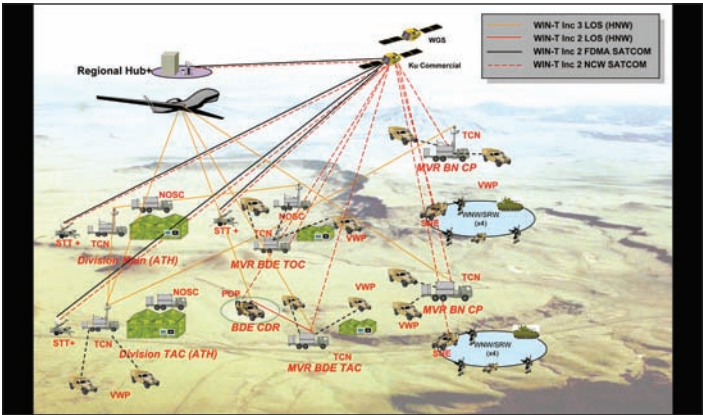 WGS
Ku Commercial
WIN-T Inc 3 LOS (HNW)
WIN-T Inc 2 LOS (HNW)
WIN-T Inc 2 FDMA SATCOM
WIN-T Inc 2 NCW SATCOM
Regional Hub+
TCN
MVR BN CP
VWP
NOSC
NOSC
SNE
WNW/SRW
(x4)
STT +
TCN
STT +
TCN
VWP
Division Main (ATH)
MVR BDE TOC
TCN
NOSC
POP
VWP
MVR BN CP
VWP
BDE CDR
STT+
TCN
Division TAC (ATH)
SNE
WNW/SRW
(x4)
TCN
MVR BDE TAC
VWP